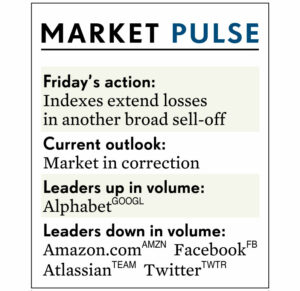 MARKET PULSE
Friday's action:
Indexes extend losses
in another broad sell-off
Current outlook:
Market in correction
Leaders up in volume:
AlphabetGOOGL
Leaders down in volume:
Amazon.comAMZN FacebookFB
AtlassianTEAM TwitterTWTR